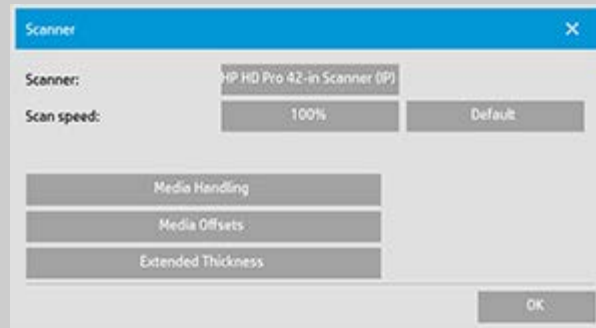 Scanner
Scanner: HP HD Pro 42-in Scanner (IP)
Scan speed: 100% Default
Media Handling
Media Offsets
Extended Thickness
OK